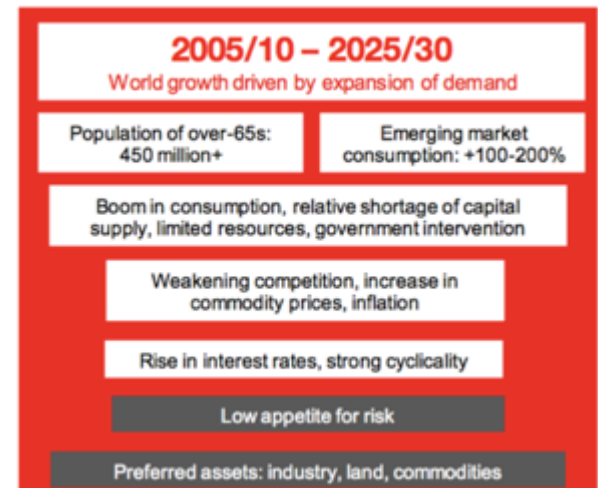 2005/10 – 2025/30
World growth driven by expansion of demand
Population of over-65s:
450 million+
Emerging market
consumption: +100-200%
Boom in consumption, relative shortage of capital
supply, limited resources, government intervention
Weakening competition, increase in
commodity prices, inflation
Rise in interest rates, strong cyclicality
Low appetite for risk
Preferred assets: industry, land, commodities